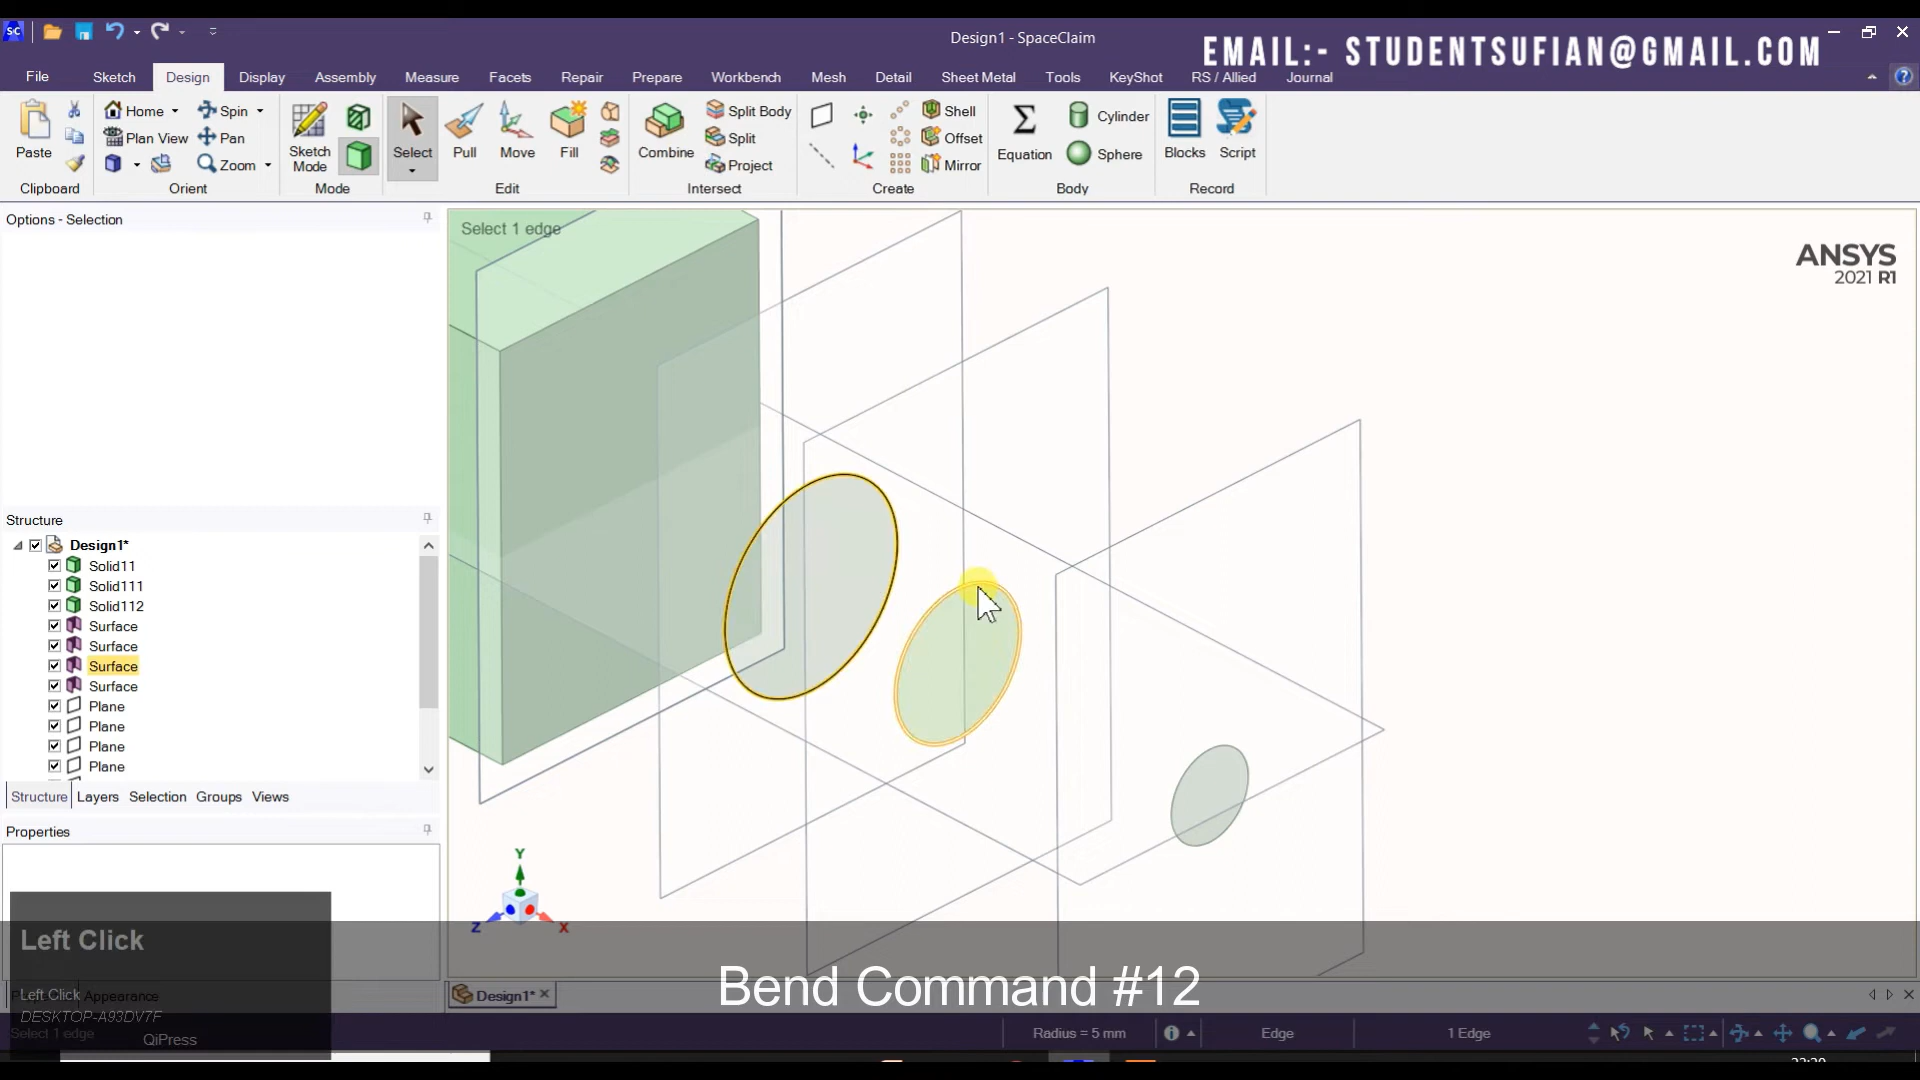 Design1 - SpaceClaim
EMAIL:- STUDENTSUFIAN@GMAIL.COM
File Sketch Design Display Assembly Measure Facets Repair Prepare Workbench Mesh Detail Sheet Metal Tools KeyShot RS / Allied Journal
Home Spin Split Body Shell Cylinder
Plan View Pan Split Offset
Paste Zoom Sketch Mode Select Pull Move Fill Combine Project Mirror Equation Sphere Blocks Script
Clipboard Orient Mode Edit Intersect Create Body Record
Options - Selection
Select 1 edge
ANSYS
2021 R1
Structure
Design1*
Solid11
Solid111
Solid112
Surface
Surface
Surface
Surface
Plane
Plane
Plane
Plane
Structure Layers Selection Groups Views
Properties
Y
Z X
Left Click
Left Click
Appearance
DESKTOP-A93DV7F
Select 1 edge
QiPress
Bend Command #12
Design1*
Radius = 5 mm Edge 1 Edge